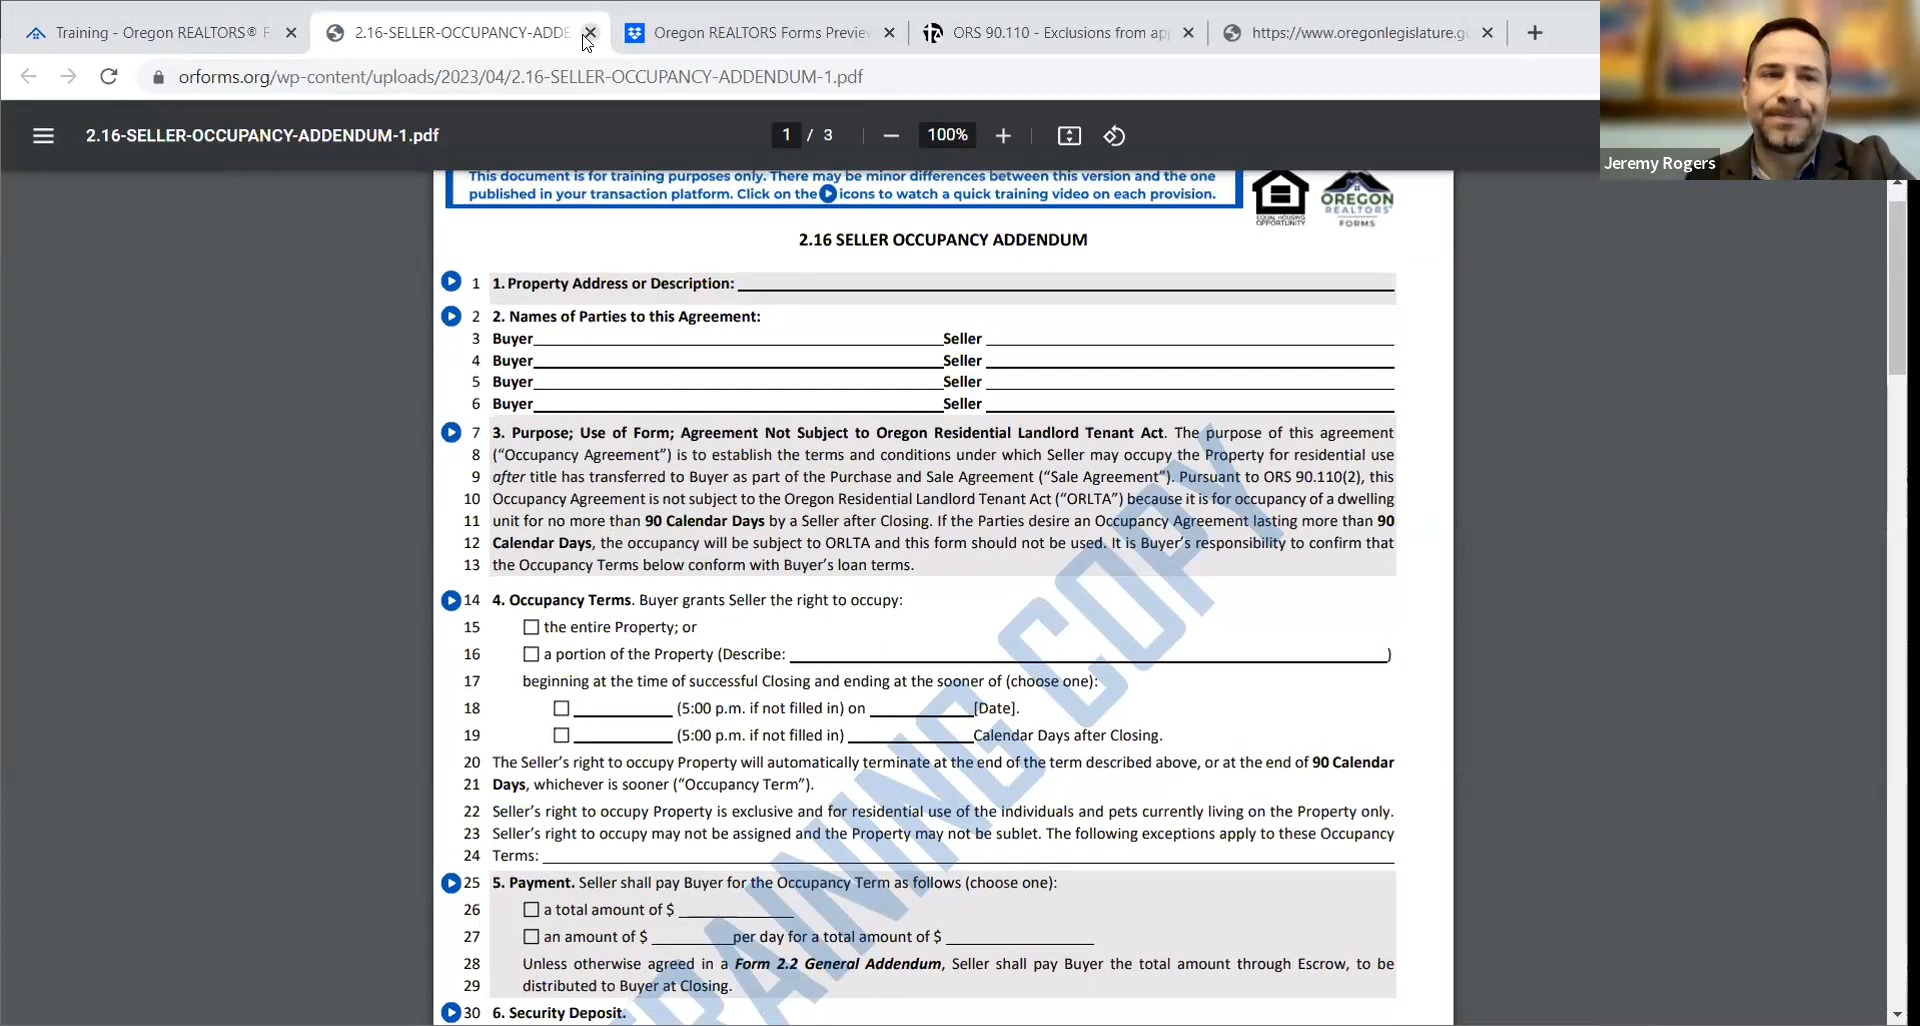 Training - Oregon REALTORS® F
2.16-SELLER-OCCUPANCY-ADDE
Oregon REALTORS Forms Preview
ORS 90.110 - Exclusions from ap
https://www.oregonlegislature.g
orforms.org/wp-content/uploads/2023/04/2.16-SELLER-OCCUPANCY-ADDENDUM-1.pdf
Jeremy Rogers
2.16-SELLER-OCCUPANCY-ADDENDUM-1.pdf
1 / 3
100%
This document is for training purposes only. There may be minor differences between this version and the one
published in your transaction platform. Click on the icons to watch a quick training video on each provision.
EQUAL HOUSING
OPPORTUNITY
OREGON
REALTORS®
FORMS
2.16 SELLER OCCUPANCY ADDENDUM
1 1. Property Address or Description:
2 2. Names of Parties to this Agreement:
3 Buyer Seller
4 Buyer Seller
5 Buyer Seller
6 Buyer Seller
7 3. Purpose; Use of Form; Agreement Not Subject to Oregon Residential Landlord Tenant Act. The purpose of this agreement
8 (“Occupancy Agreement”) is to establish the terms and conditions under which Seller may occupy the Property for residential use
9 after title has transferred to Buyer as part of the Purchase and Sale Agreement (“Sale Agreement”). Pursuant to ORS 90.110(2), this
10 Occupancy Agreement is not subject to the Oregon Residential Landlord Tenant Act (“ORLTA”) because it is for occupancy of a dwelling
11 unit for no more than 90 Calendar Days by a Seller after Closing. If the Parties desire an Occupancy Agreement lasting more than 90
12 Calendar Days, the occupancy will be subject to ORLTA and this form should not be used. It is Buyer’s responsibility to confirm that
13 the Occupancy Terms below conform with Buyer’s loan terms.
14 4. Occupancy Terms. Buyer grants Seller the right to occupy:
15 the entire Property; or
16 a portion of the Property (Describe: )
17 beginning at the time of successful Closing and ending at the sooner of (choose one):
18 (5:00 p.m. if not filled in) on [Date].
19 (5:00 p.m. if not filled in) Calendar Days after Closing.
20 The Seller’s right to occupy Property will automatically terminate at the end of the term described above, or at the end of 90 Calendar
21 Days, whichever is sooner (“Occupancy Term”).
22 Seller’s right to occupy Property is exclusive and for residential use of the individuals and pets currently living on the Property only.
23 Seller’s right to occupy may not be assigned and the Property may not be sublet. The following exceptions apply to these Occupancy
24 Terms:
25 5. Payment. Seller shall pay Buyer for the Occupancy Term as follows (choose one):
26 a total amount of $
27 an amount of $ per day for a total amount of $
28 Unless otherwise agreed in a Form 2.2 General Addendum, Seller shall pay Buyer the total amount through Escrow, to be
29 distributed to Buyer at Closing.
30 6. Security Deposit.
RAINING COPY